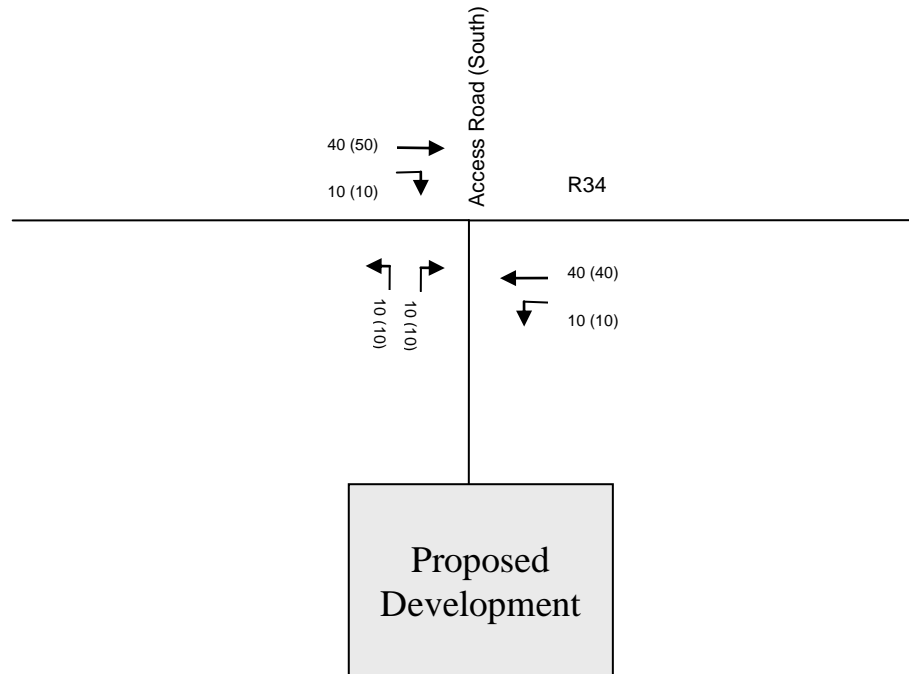 Access Road (South)
40 (50)
10 (10)
R34
10 (10)
10 (10)
40 (40)
10 (10)
Proposed
Development